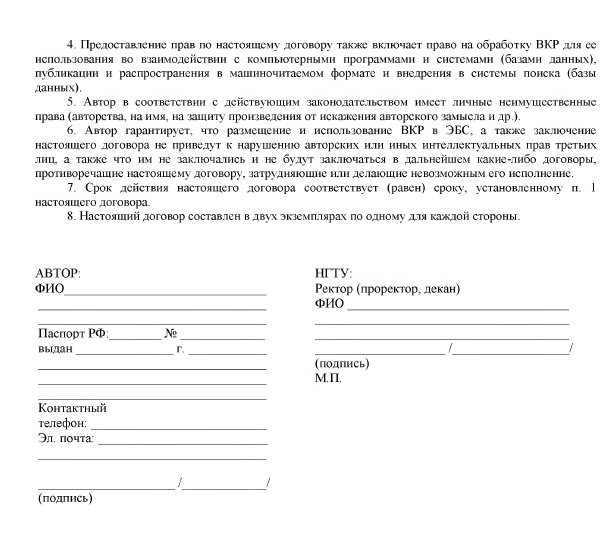 4. Предоставление прав по настоящему договору также включает право на обработку ВКР для ее
использования во взаимодействии с компьютерными программами и системами (базами данных),
публикации и распространения в машиночитаемом формате и внедрения в системы поиска (базы
данных).
5. Автор в соответствии с действующим законодательством имеет личные неимущественные
права (авторства, на имя, на защиту произведения от искажения авторского замысла и др.).
6. Автор гарантирует, что размещение и использование ВКР в ЭБС, а также заключение
настоящего договора не приведут к нарушению авторских или иных интеллектуальных прав третьих
лиц, а также что им не заключались и не будут заключаться в дальнейшем какие-либо договоры,
противоречащие настоящему договору, затрудняющие или делающие невозможным его исполнение.
7. Срок действия настоящего договора соответствует (равен) сроку, установленному п. 1
настоящего договора.
8. Настоящий договор составлен в двух экземплярах по одному для каждой стороны.
АВТОР:
ФИО
Паспорт РФ: №
выдан г.
Контактный
телефон:
Эл. почта:
/ /
(подпись)
НГТУ:
Ректор (проректор, декан)
ФИО
/ /
(подпись)
М.П.